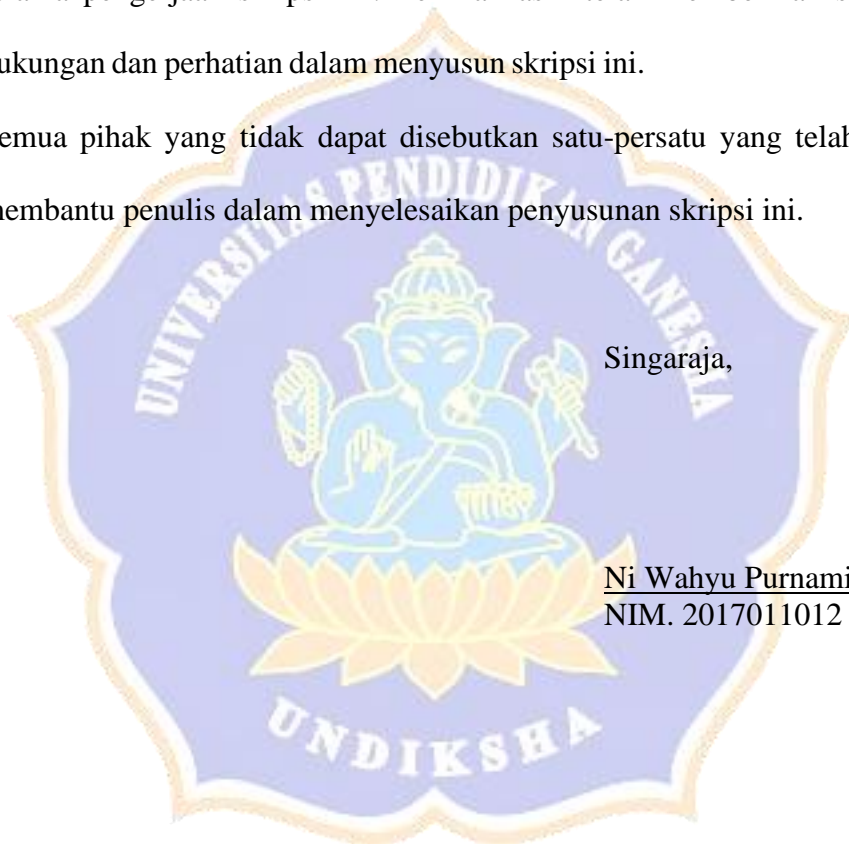 ukungan dan perhatian dalam menyusun skripsi ini.
emua pihak yang tidak dapat disebutkan satu-persatu yang telah
membantu penulis dalam menyelesaikan penyusunan skripsi ini.
UNIVERSITAS PENDIDIKAN GANESHA
Singaraja,
Ni Wahyu Purnami
NIM. 2017011012
UNDIKSHA